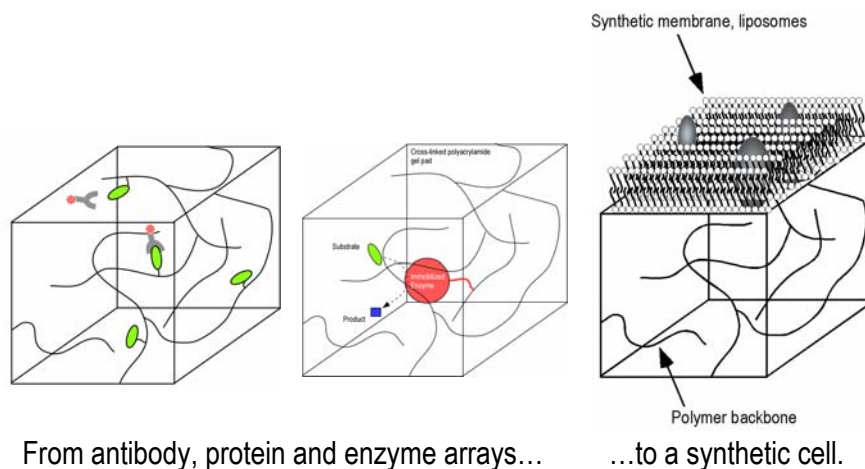 Synthetic membrane, liposomes
Cross-linked polyacrylamide
gel pad
Substrate
Immobilized
Enzyme
Product
Polymer backbone
From antibody, protein and enzyme arrays… …to a synthetic cell.